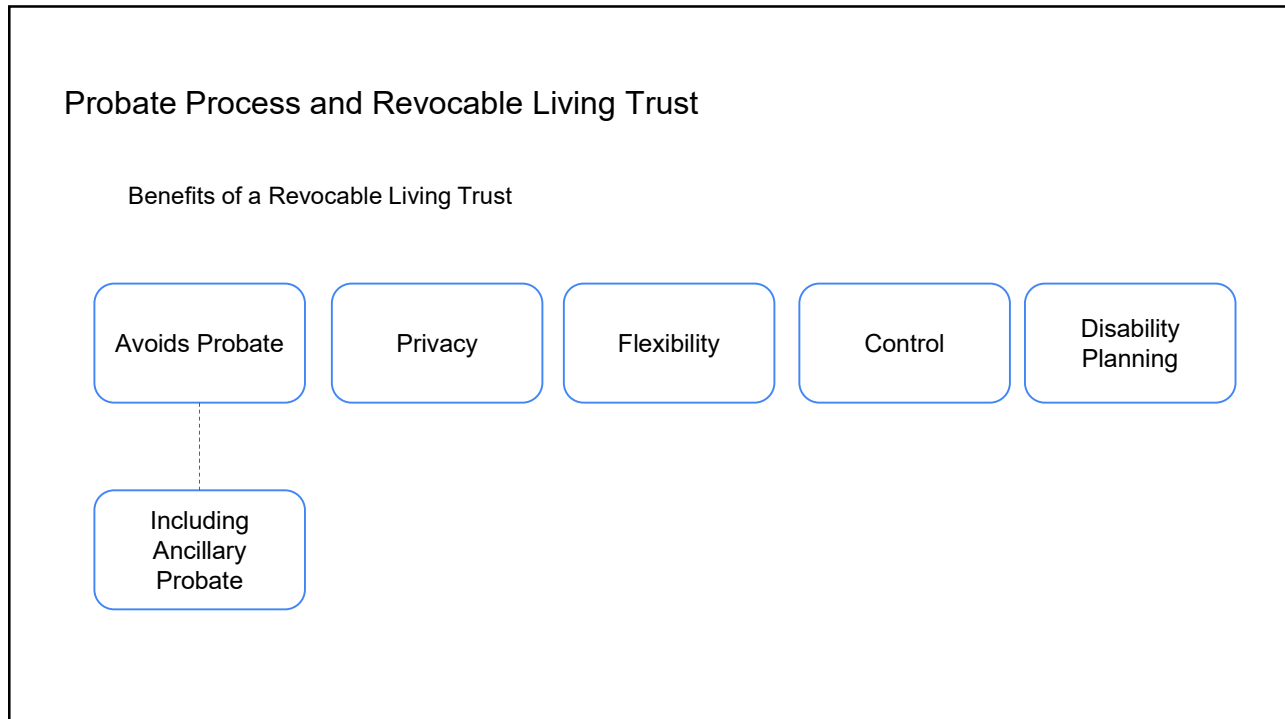 Probate Process and Revocable Living Trust
Benefits of a Revocable Living Trust
Avoids Probate
Privacy
Flexibility
Control
Disability
Planning
Including
Ancillary
Probate